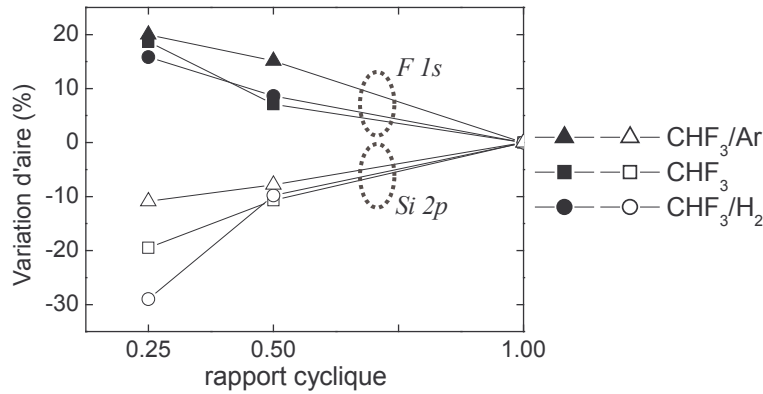 Variation d'aire (%)
20
10
0
-10
-20
-30
F 1s
Si 2p
0.25 0.50 1.00
rapport cyclique
CHF₃/Ar
CHF₃
CHF₃/H₂